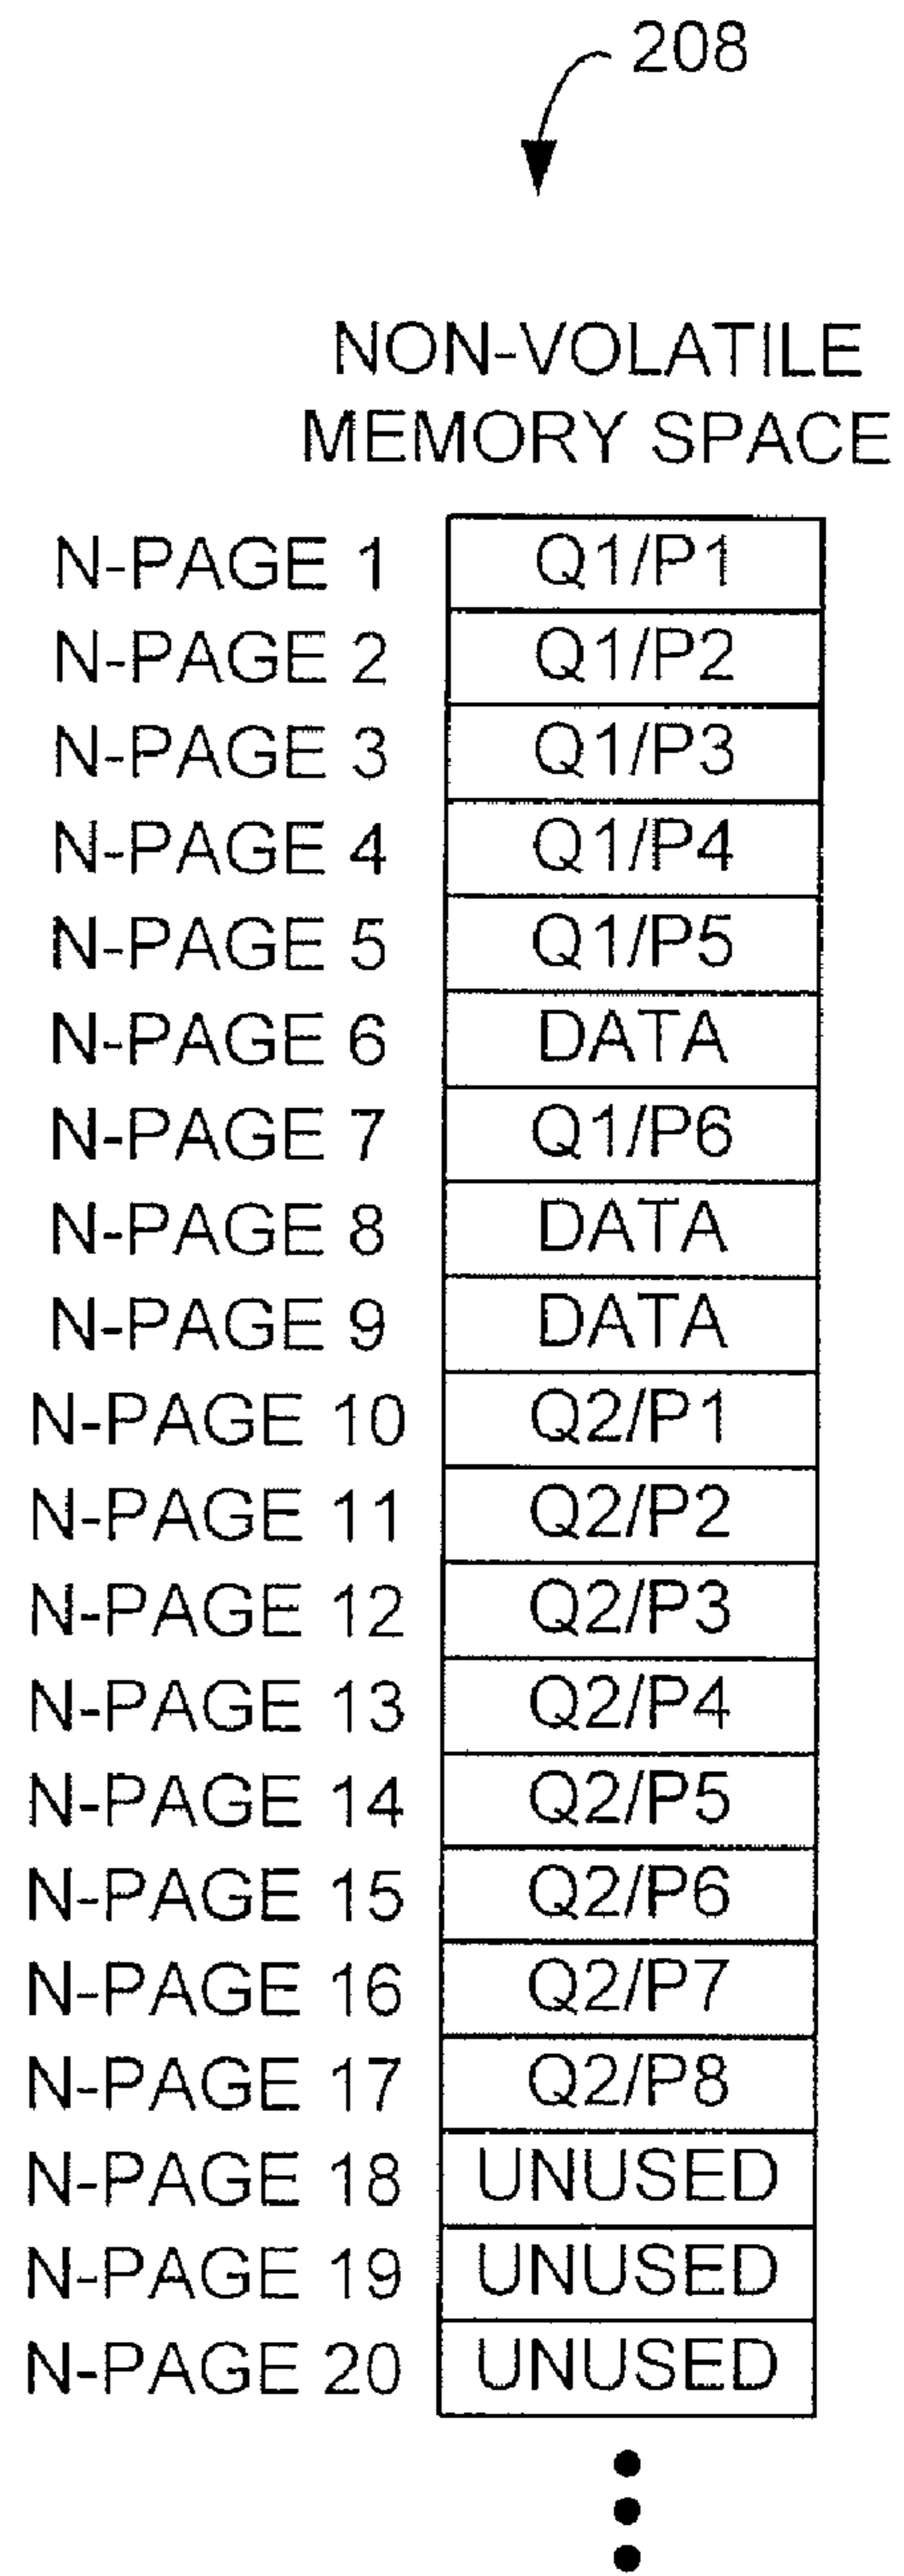 208
NON-VOLATILE
MEMORY SPACE
N-PAGE 1 Q1/P1
N-PAGE 2 Q1/P2
N-PAGE 3 Q1/P3
N-PAGE 4 Q1/P4
N-PAGE 5 Q1/P5
N-PAGE 6 DATA
N-PAGE 7 Q1/P6
N-PAGE 8 DATA
N-PAGE 9 DATA
N-PAGE 10 Q2/P1
N-PAGE 11 Q2/P2
N-PAGE 12 Q2/P3
N-PAGE 13 Q2/P4
N-PAGE 14 Q2/P5
N-PAGE 15 Q2/P6
N-PAGE 16 Q2/P7
N-PAGE 17 Q2/P8
N-PAGE 18 UNUSED
N-PAGE 19 UNUSED
N-PAGE 20 UNUSED